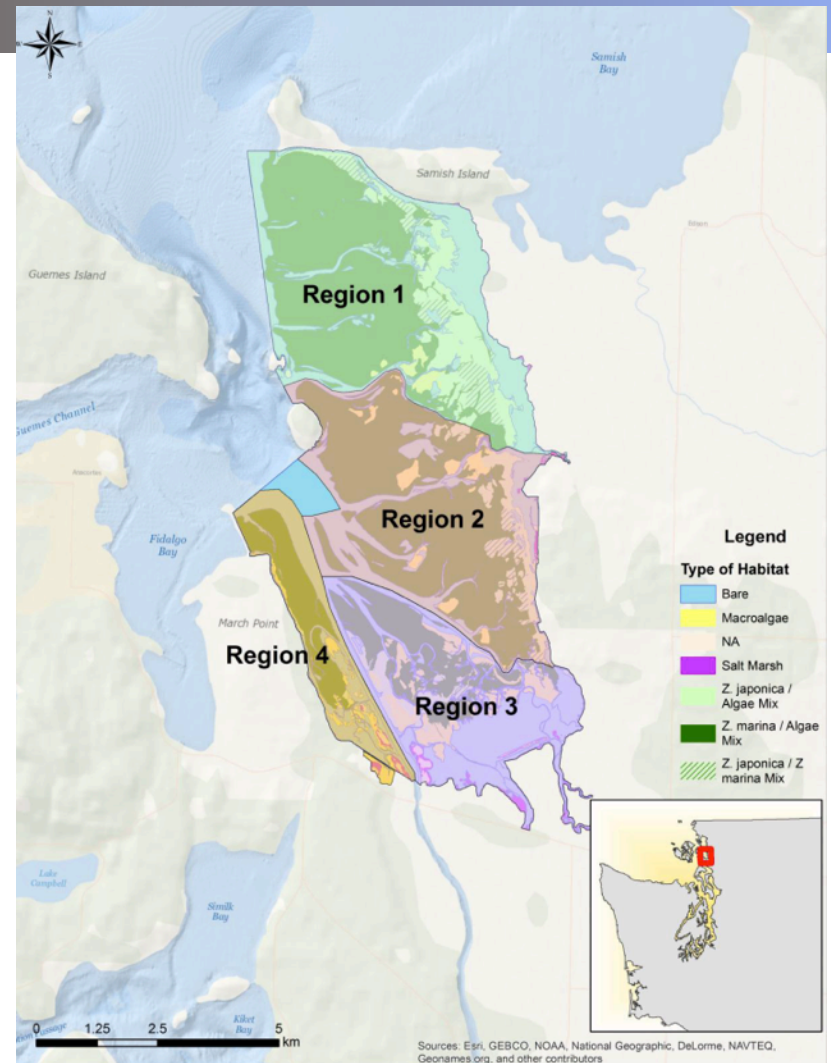 N
S
Samish
Bay
Samish Island
Guemes Island
Region 1
Guemes Channel
Anacortes
Region 2
Fidalgo
Bay
March Point
Region 4
Region 3
Legend
Type of Habitat
Bare
Macroalgae
NA
Salt Marsh
Z. japonica /
Algae Mix
Z. marina / Algae
Mix
Z. japonica / Z
marina Mix
Lake
Campbell
Similk
Bay
Kiket
Bay
Passage
0 1.25 2.5 5
km
Sources: Esri, GEBCO, NOAA, National Geographic, DeLorme, NAVTEQ,
Geonames.org, and other contributors